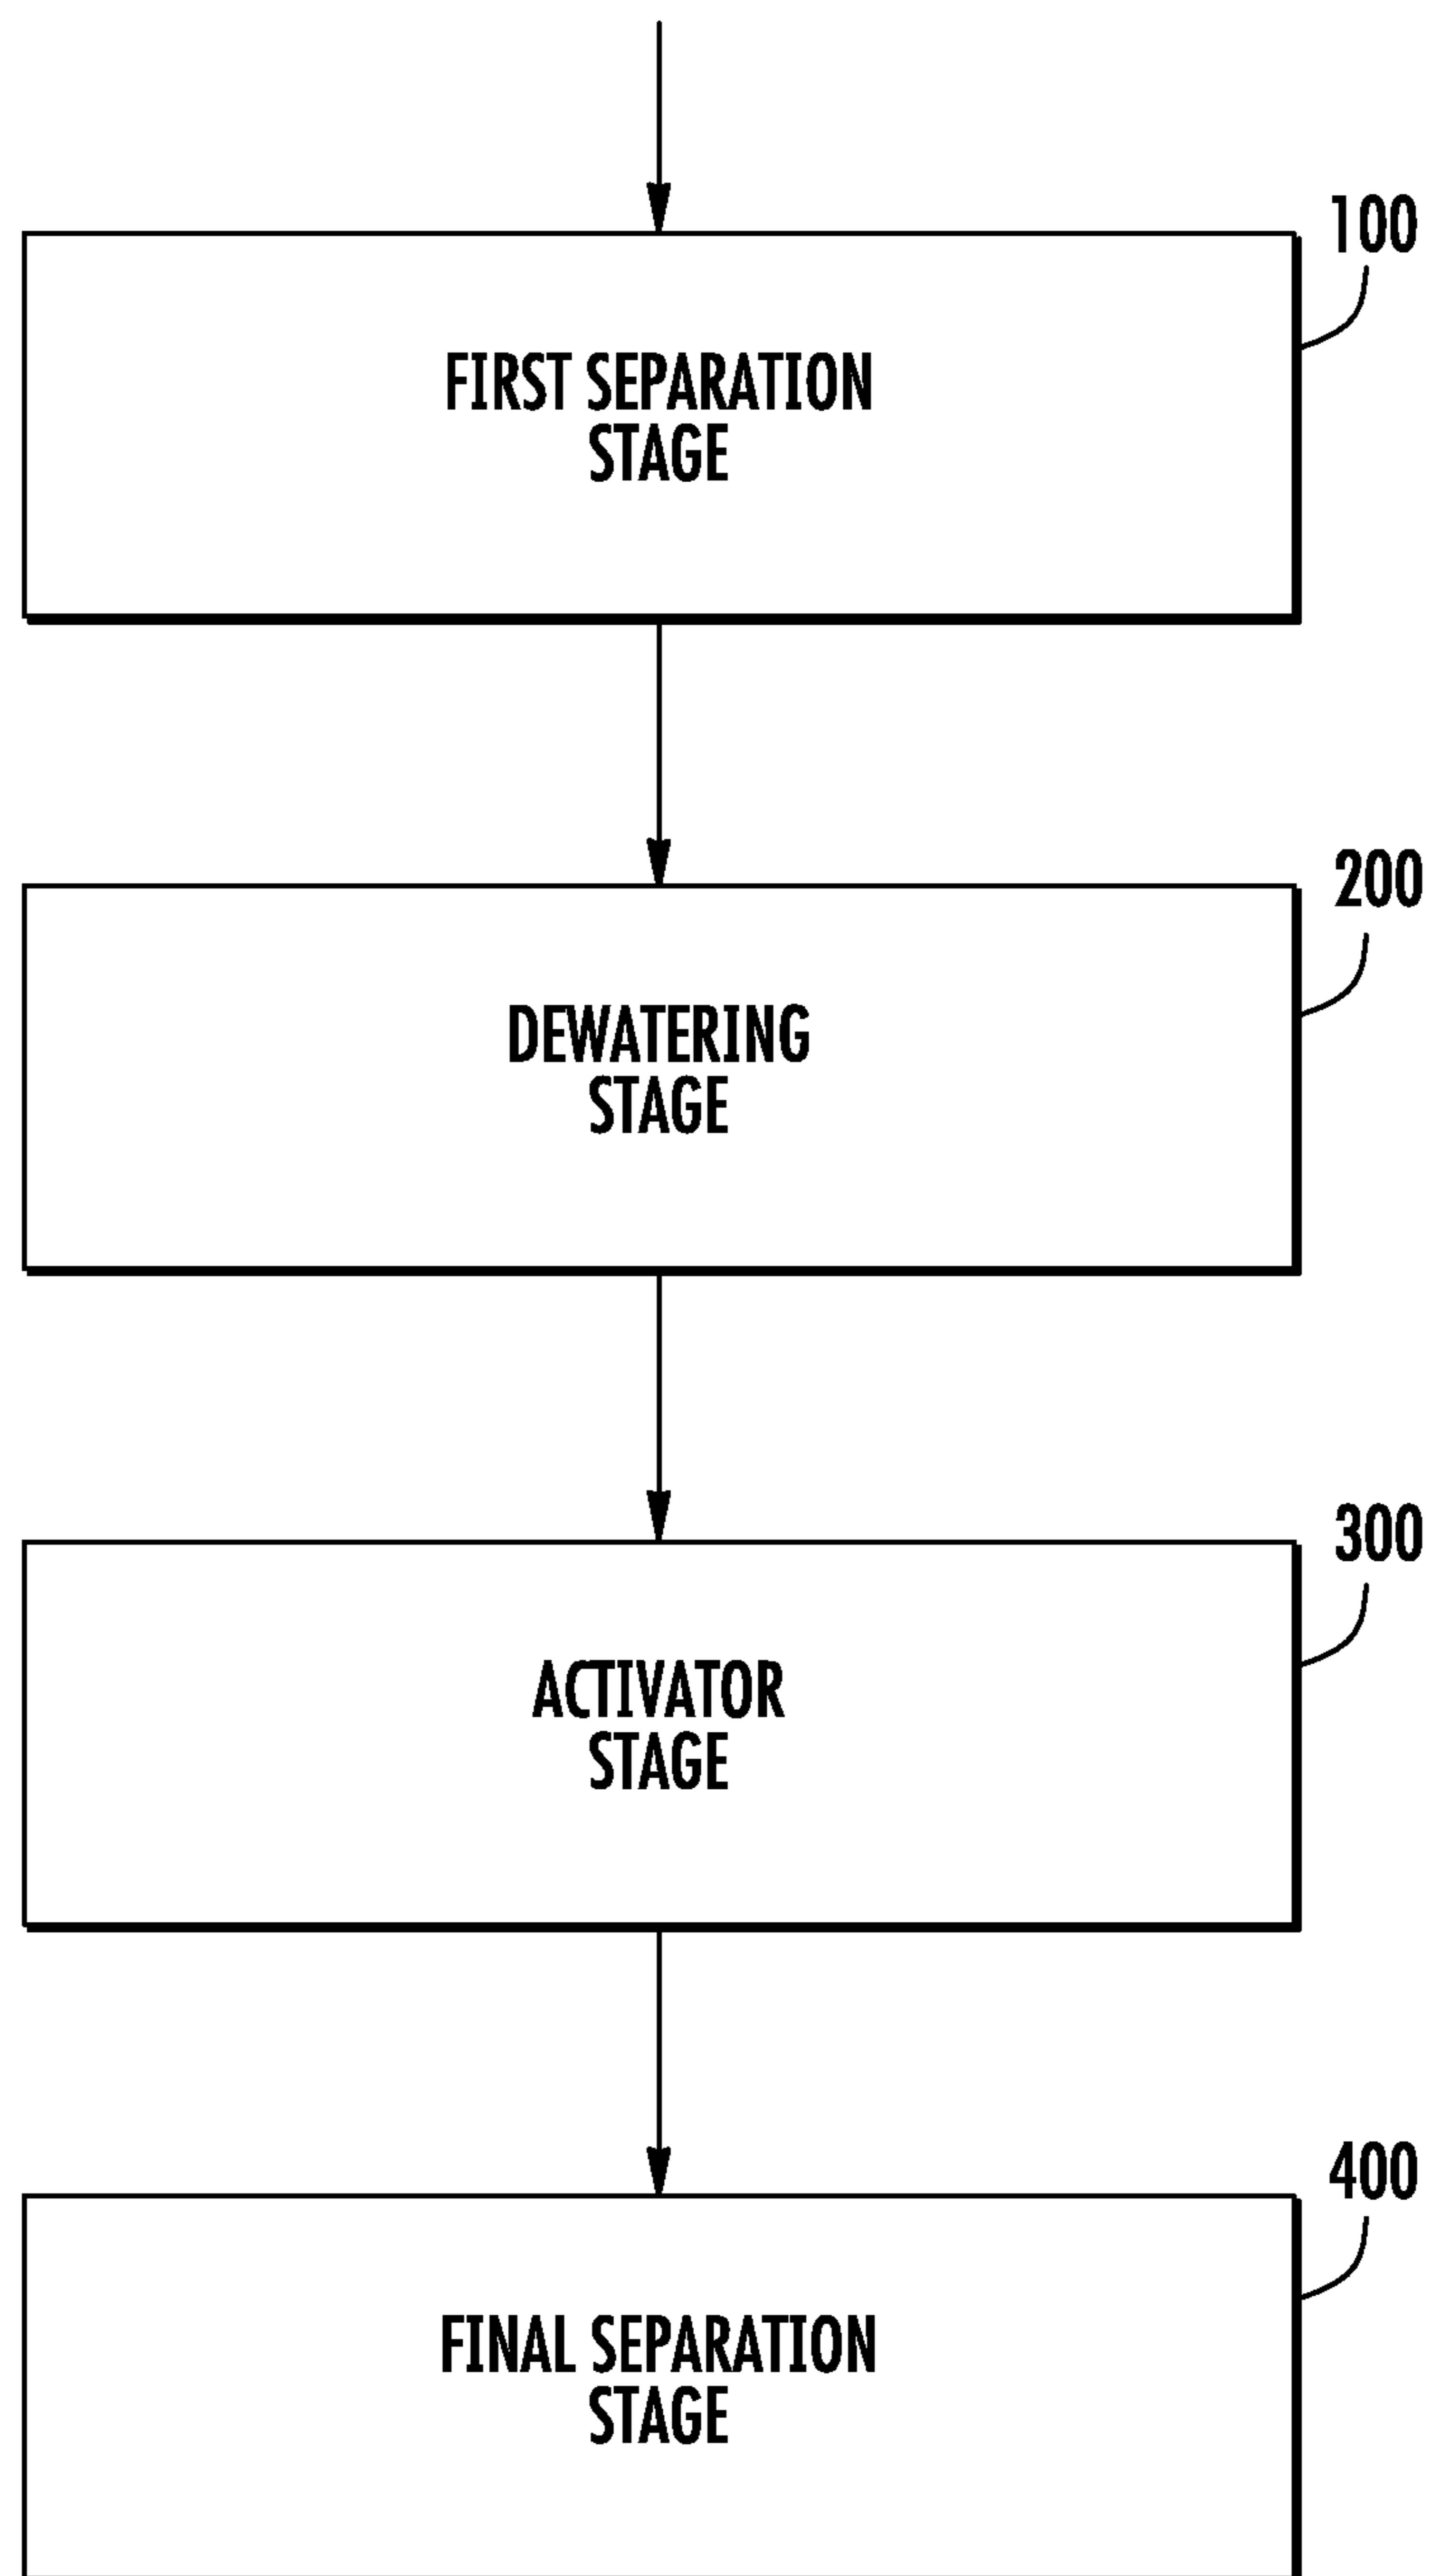 100
FIRST SEPARATION
STAGE
200
DEWATERING
STAGE
300
ACTIVATOR
STAGE
400
FINAL SEPARATION
STAGE